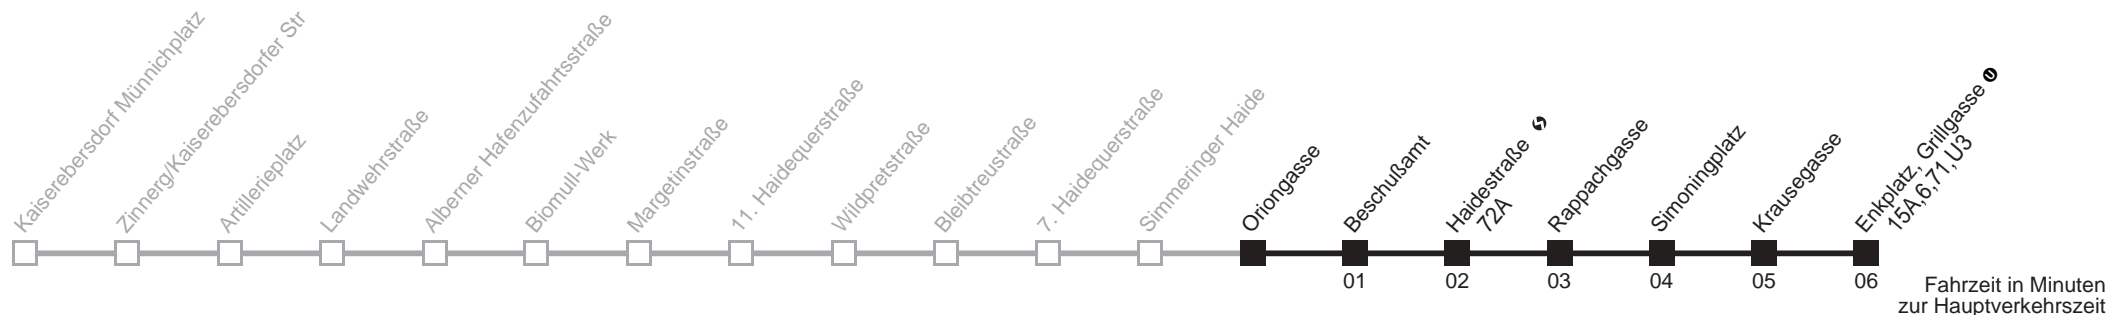 Kaiserebersdorf Münnichplatz
Zinnerg/Kaiserebersdorfer Str
Artillerieplatz
Landwehrstraße
Alberner Hafenzufahrtsstraße
Biomull-Werk
Margetinstraße
11. Haidequerstraße
Wildpretstraße
Bleibtreustraße
7. Haidequerstraße
Simmeringer Haide
Oriongasse
Beschußamt
Haidestraße
72A
Rappachgasse
Simoningplatz
Krausegasse
Enkplatz, Grillgasse U
15A,6,71,U3
01 02 03 04 05 06
Fahrzeit in Minuten
zur Hauptverkehrszeit